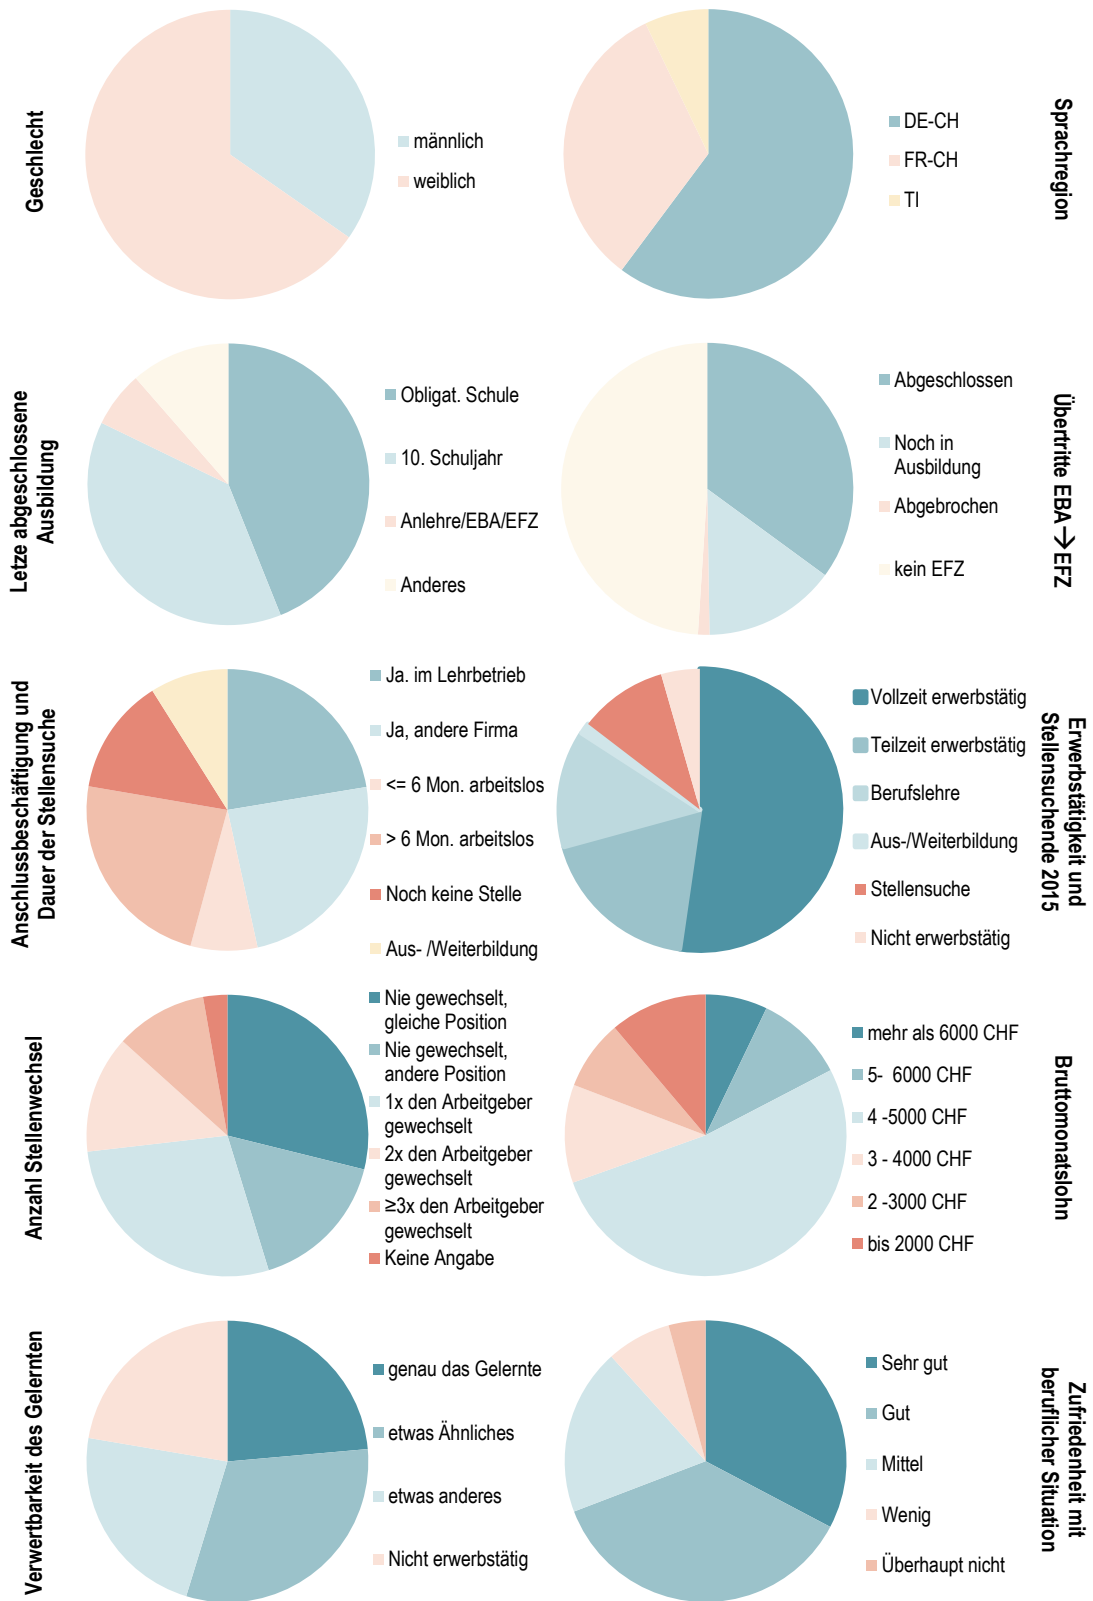 Geschlecht
männlich
weiblich
DE-CH
FR-CH
TI
Sprachregion
Letze abgeschlossene
Ausbildung
Obligat. Schule
10. Schuljahr
Anlehre/EBA/EFZ
Anderes
Abgeschlossen
Noch in
Ausbildung
Abgebrochen
kein EFZ
Übertritte EBA→EFZ
Anschlussbeschäftigung und
Dauer der Stellensuche
Ja. im Lehrbetrieb
Ja, andere Firma
<= 6 Mon. arbeitslos
> 6 Mon. arbeitslos
Noch keine Stelle
Aus- /Weiterbildung
Vollzeit erwerbstätig
Teilzeit erwerbstätig
Berufslehre
Aus-/Weiterbildung
Stellensuche
Nicht erwerbstätig
Erwerbstätigkeit und
Stellensuchende 2015
Anzahl Stellenwechsel
Nie gewechselt,
gleiche Position
Nie gewechselt,
andere Position
1x den Arbeitgeber
gewechselt
2x den Arbeitgeber
gewechselt
≥3x den Arbeitgeber
gewechselt
Keine Angabe
mehr als 6000 CHF
5- 6000 CHF
4 -5000 CHF
3 - 4000 CHF
2 -3000 CHF
bis 2000 CHF
Bruttomonatslohn
Verwertbarkeit des Gelernten
genau das Gelernte
etwas Ähnliches
etwas anderes
Nicht erwerbstätig
Sehr gut
Gut
Mittel
Wenig
Überhaupt nicht
Zufriedenheit mit
beruflicher Situation